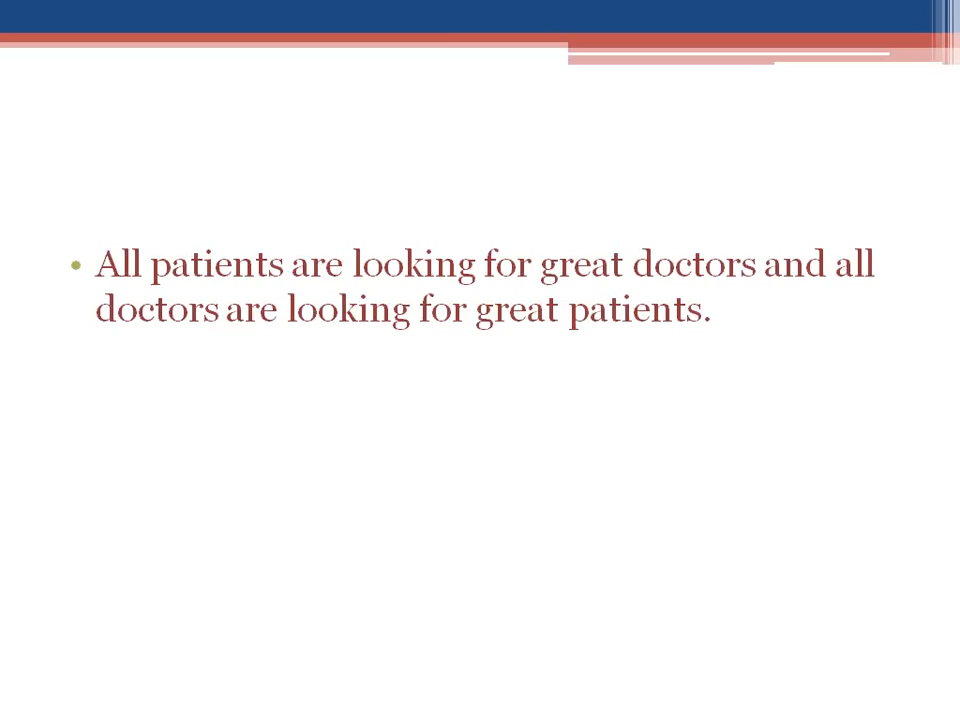 • All patients are looking for great doctors and all
doctors are looking for great patients.